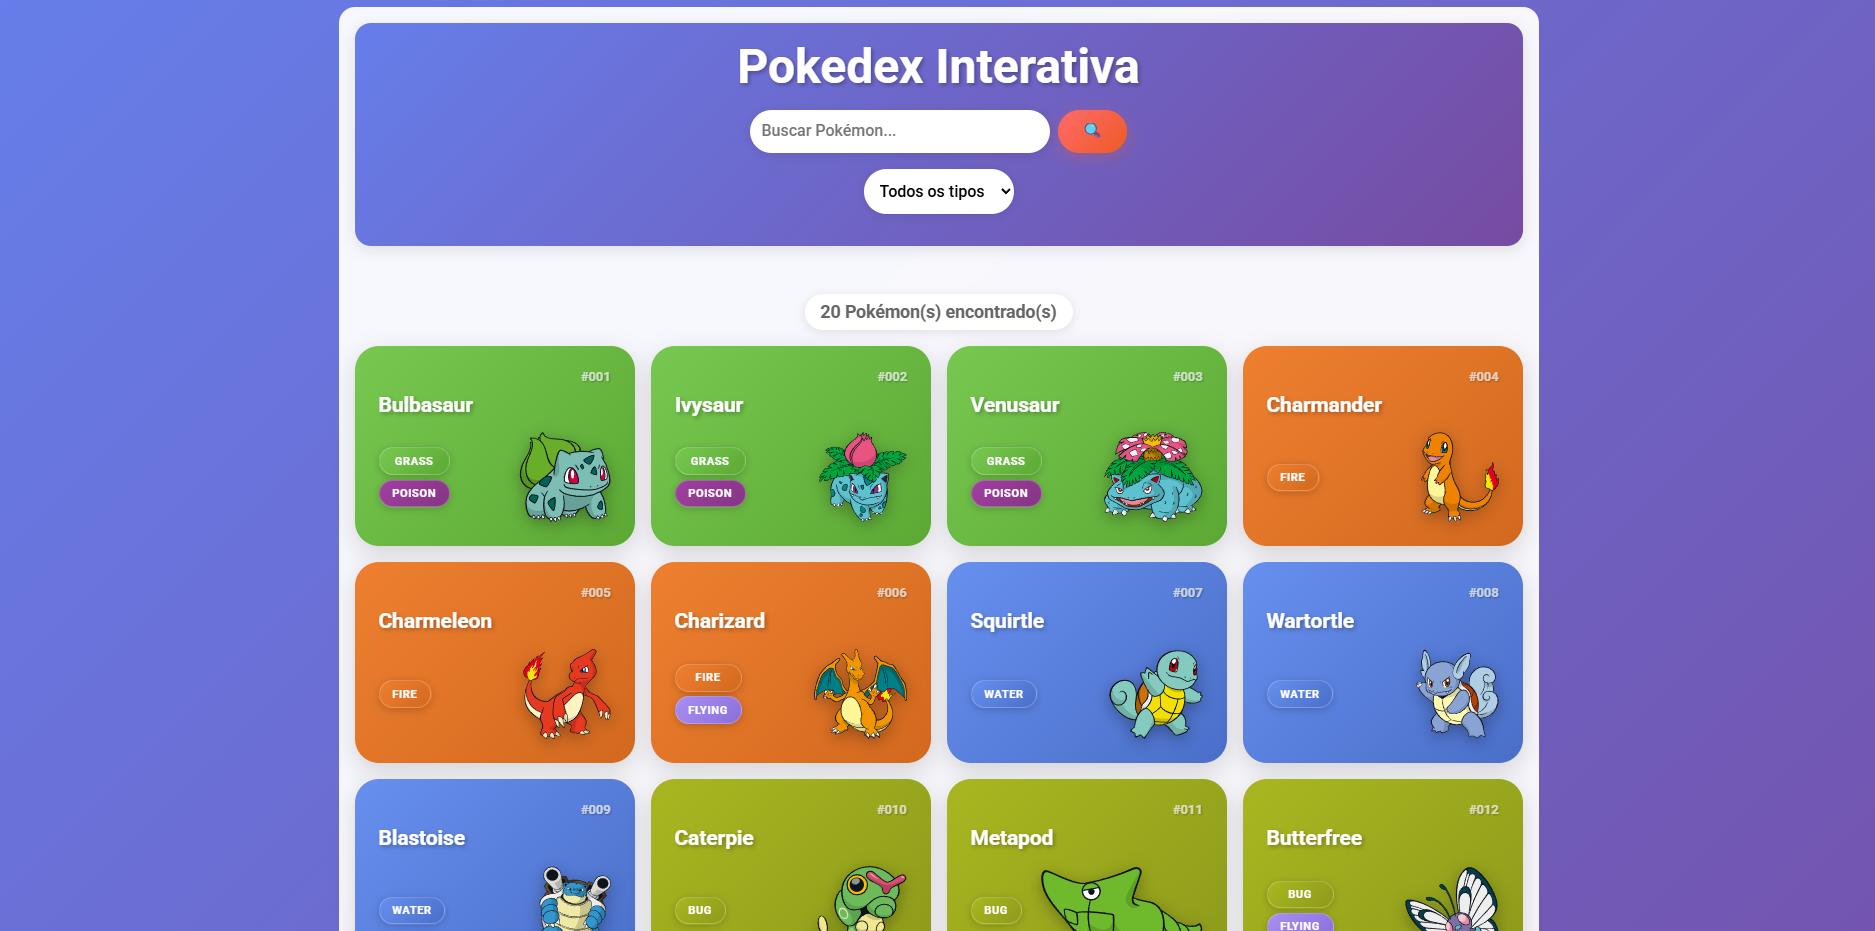 Pokedex Interativa
Buscar Pokémon...
Todos os tipos
20 Pokémon(s) encontrado(s)
#001
Bulbasaur
GRASS
POISON
#002
Ivysaur
GRASS
POISON
#003
Venusaur
GRASS
POISON
#004
Charmander
FIRE
#005
Charmeleon
FIRE
#006
Charizard
FIRE
FLYING
#007
Squirtle
WATER
#008
Wartortle
WATER
#009
Blastoise
WATER
#010
Caterpie
BUG
#011
Metapod
BUG
#012
Butterfree
BUG
FLYING